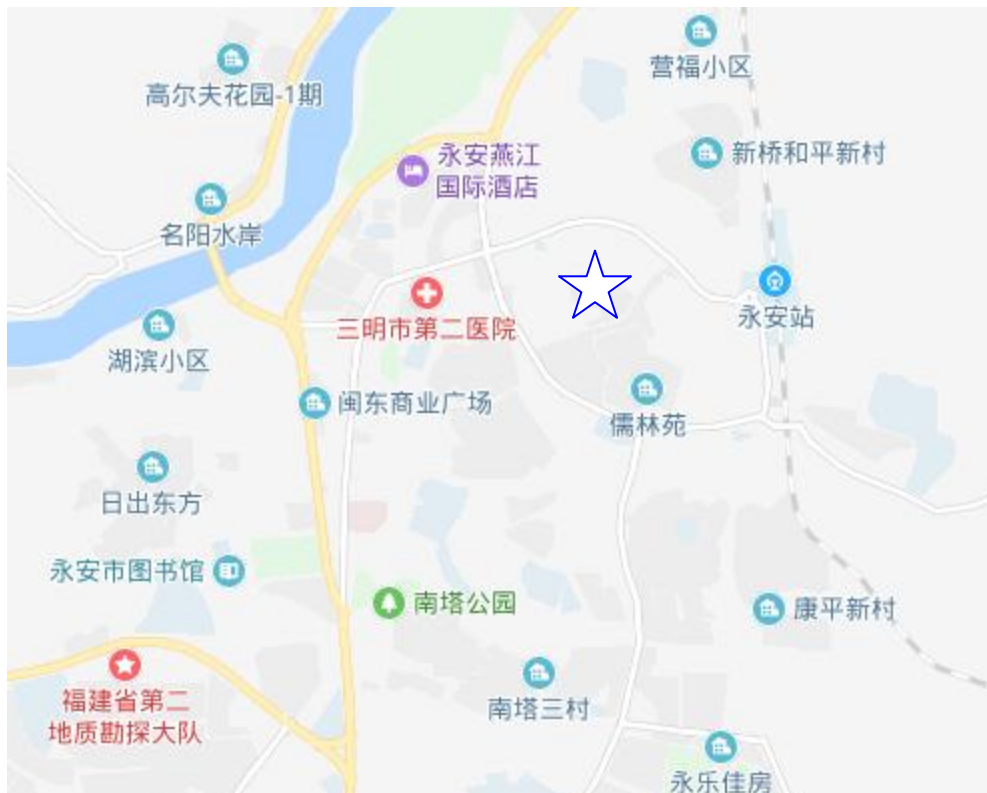 营福小区
高尔夫花园-1期
永安燕江
国际酒店
新桥和平新村
名阳水岸
永安站
三明市第二医院
湖滨小区
闽东商业广场
儒林苑
日出东方
永安市图书馆
南塔公园
康平新村
福建省第二
地质勘探大队
南塔三村
永乐佳房